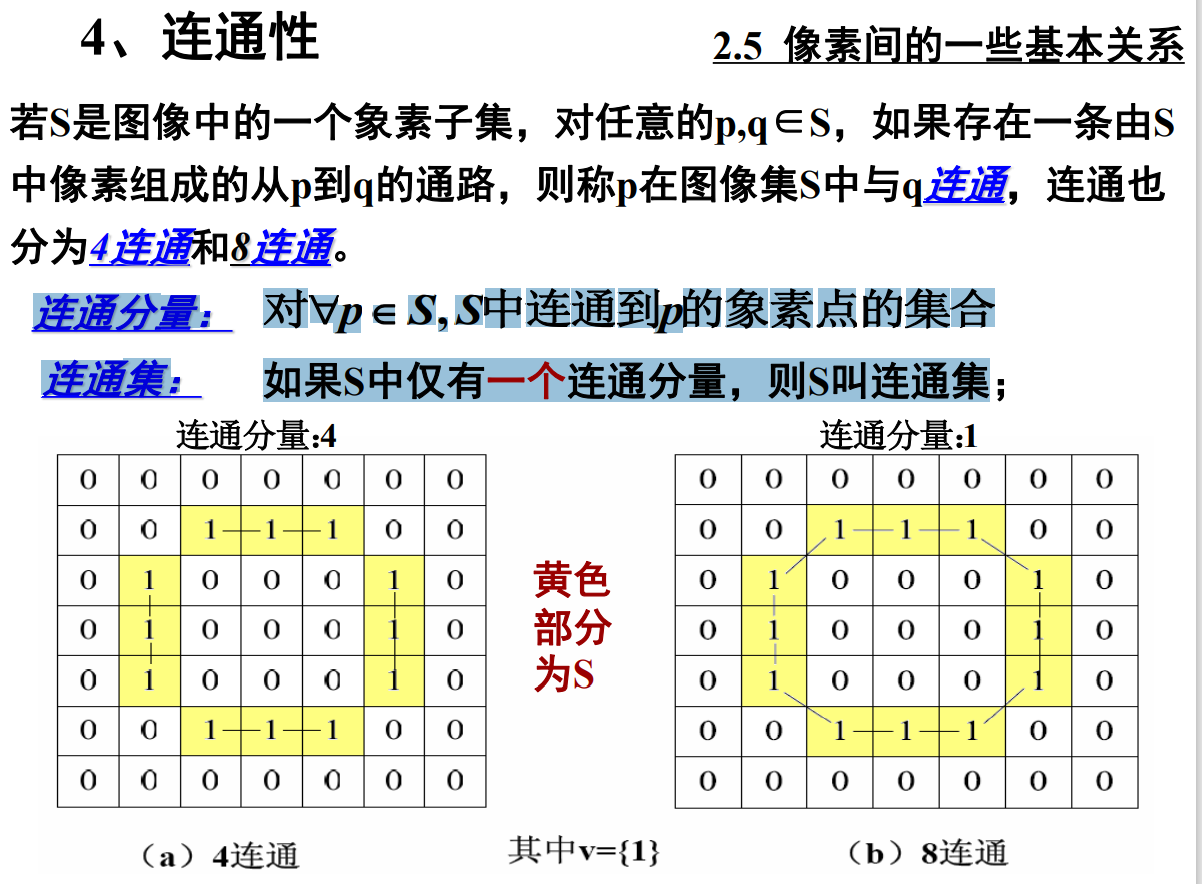 4、连通性
2.5 像素间的一些基本关系
若S是图像中的一个象素子集，对任意的p,q∈S，如果存在一条由S
中像素组成的从p到q的通路，则称p在图像集S中与q连通，连通也
分为4连通和8连通。
连通分量： 对∀p∈S,S中连通到p的象素点的集合
连通集： 如果S中仅有一个连通分量，则S叫连通集；
连通分量:4
0 0 0 0 0 0 0
0 0 1 1 1 0 0
0 1 0 0 0 1 0
0 1 0 0 0 1 0
0 1 0 0 0 1 0
0 0 1 1 1 0 0
0 0 0 0 0 0 0
（a）4连通
黄色
部分
为S
其中v={1}
连通分量:1
0 0 0 0 0 0 0
0 0 1 1 1 0 0
0 1 0 0 0 1 0
0 1 0 0 0 1 0
0 1 0 0 0 1 0
0 0 1 1 1 0 0
0 0 0 0 0 0 0
（b）8连通